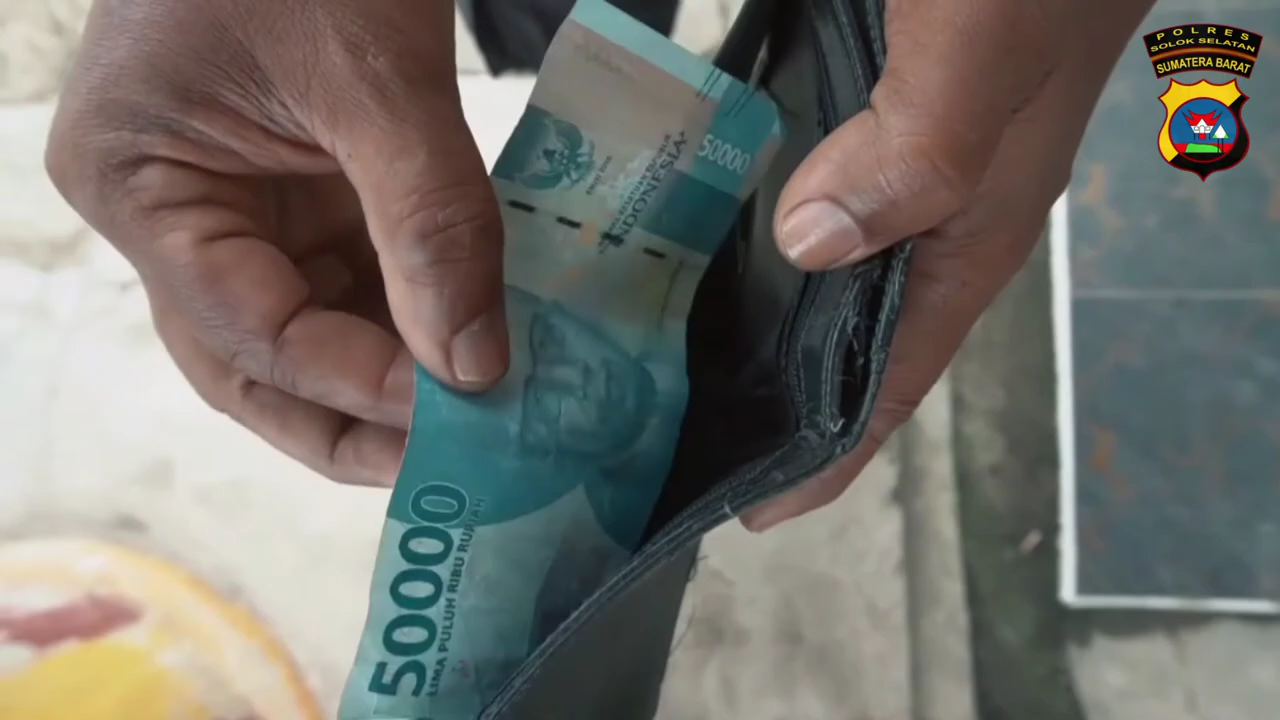 POLRES
SOLOK SELATAN
SUMATERA BARAT
50000
INDONESIA
50000
LIMA PULUH RIBU RUPIAH